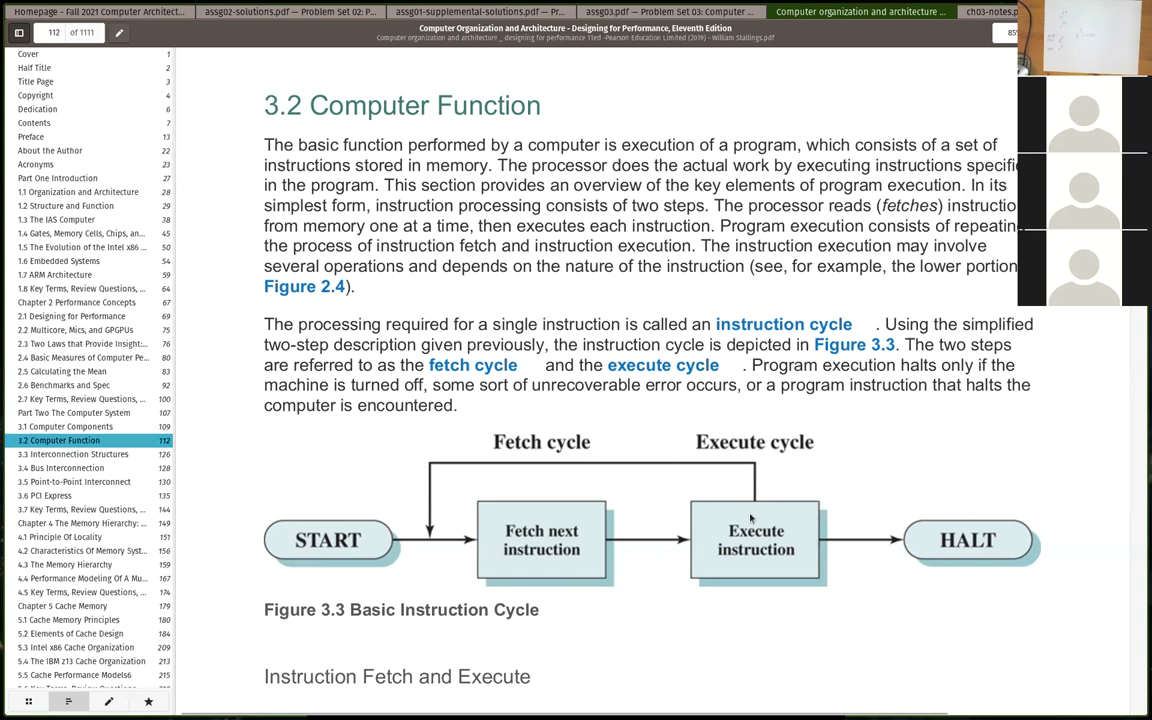 Homepage - Fall 2021 Computer Architect...
assg02-solutions.pdf — Problem Set 02: P...
assg01-supplemental-solutions.pdf — Pr...
assg03.pdf — Problem Set 03: Computer ...
Computer organization and architecture ...
ch03-notes.p
112 of 1111
Computer Organization and Architecture - Designing for Performance, Eleventh Edition
Computer organization and architecture _ designing for performance 11ed -Pearson Education Limited (2019) - William Stallings.pdf
85
Cover 1
Half Title 2
Title Page 3
Copyright 4
Dedication 6
Contents 7
Preface 13
About the Author 22
Acronyms 23
Part One Introduction 27
1.1 Organization and Architecture 28
1.2 Structure and Function 29
1.3 The IAS Computer 38
1.4 Gates, Memory Cells, Chips, an... 45
1.5 The Evolution of the Intel x86 ... 50
1.6 Embedded Systems 54
1.7 ARM Architecture 59
1.8 Key Terms, Review Questions, ... 64
Chapter 2 Performance Concepts 67
2.1 Designing for Performance 69
2.2 Multicore, Mics, and GPGPUs 75
2.3 Two Laws that Provide Insight:... 76
2.4 Basic Measures of Computer Pe... 80
2.5 Calculating the Mean 83
2.6 Benchmarks and Spec 92
2.7 Key Terms, Review Questions, ... 100
Part Two The Computer System 107
3.1 Computer Components 109
3.2 Computer Function 112
3.3 Interconnection Structures 126
3.4 Bus Interconnection 128
3.5 Point-to-Point Interconnect 130
3.6 PCI Express 135
3.7 Key Terms, Review Questions, ... 144
Chapter 4 The Memory Hierarchy: ... 149
4.1 Principle Of Locality 151
4.2 Characteristics Of Memory Syst... 156
4.3 The Memory Hierarchy 159
4.4 Performance Modeling Of A Mu... 167
4.5 Key Terms, Review Questions, ... 174
Chapter 5 Cache Memory 179
5.1 Cache Memory Principles 180
5.2 Elements of Cache Design 184
5.3 Intel x86 Cache Organization 209
5.4 The IBM z13 Cache Organization 213
5.5 Cache Performance Models6 215
3.2 Computer Function
The basic function performed by a computer is execution of a program, which consists of a set of
instructions stored in memory. The processor does the actual work by executing instructions specifi
in the program. This section provides an overview of the key elements of program execution. In its
simplest form, instruction processing consists of two steps. The processor reads (fetches) instructio
from memory one at a time, then executes each instruction. Program execution consists of repeating
the process of instruction fetch and instruction execution. The instruction execution may involve
several operations and depends on the nature of the instruction (see, for example, the lower portion
Figure 2.4).
The processing required for a single instruction is called an instruction cycle . Using the simplified
two-step description given previously, the instruction cycle is depicted in Figure 3.3. The two steps
are referred to as the fetch cycle and the execute cycle . Program execution halts only if the
machine is turned off, some sort of unrecoverable error occurs, or a program instruction that halts the
computer is encountered.
Fetch cycle Execute cycle
START
Fetch next
instruction
Execute
instruction
HALT
Figure 3.3 Basic Instruction Cycle
Instruction Fetch and Execute